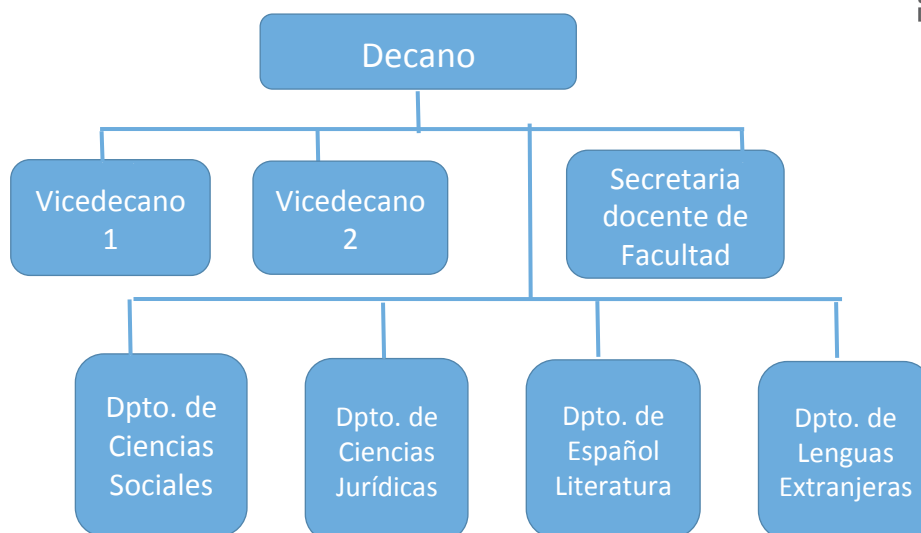 Decano
Vicedecano
1
Vicedecano
2
Secretaria
docente de
Facultad
Dpto. de
Ciencias
Sociales
Dpto. de
Ciencias
Jurídicas
Dpto. de
Español
Literatura
Dpto. de
Lenguas
Extranjeras